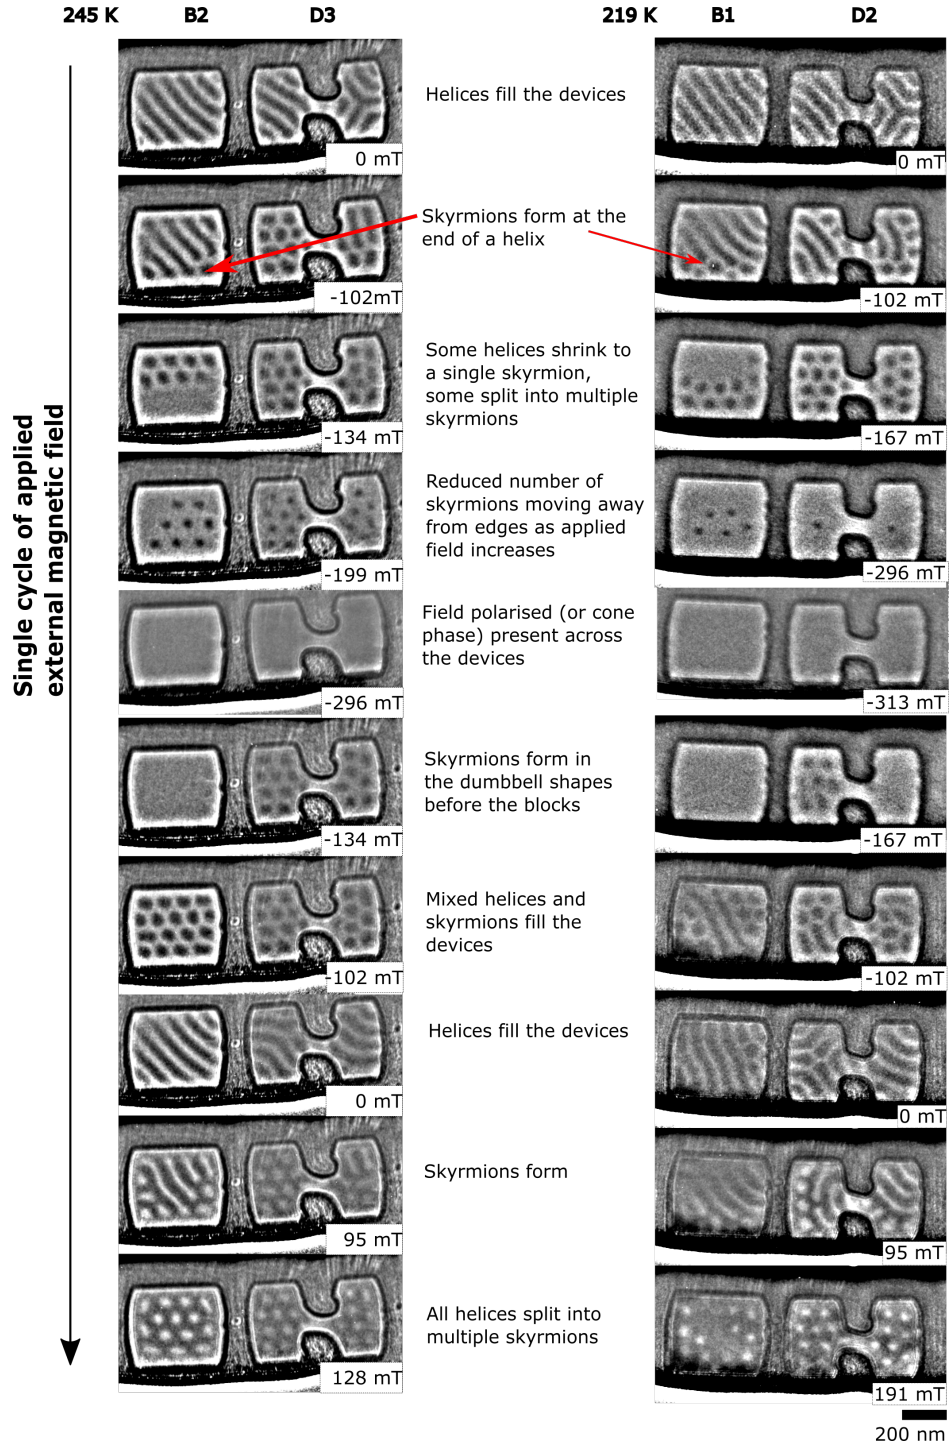 245 K
B2
D3
219 K
B1
D2
Single cycle of applied
external magnetic field
0 mT
Helices fill the devices
0 mT
-102mT
Skyrmions form at the
end of a helix
-102 mT
-134 mT
Some helices shrink to
a single skyrmion,
some split into multiple
skyrmions
-167 mT
-199 mT
Reduced number of
skyrmions moving away
from edges as applied
field increases
-296 mT
-296 mT
Field polarised (or cone
phase) present across
the devices
-313 mT
-134 mT
Skyrmions form in
the dumbbell shapes
before the blocks
-167 mT
-102 mT
Mixed helices and
skyrmions fill the
devices
-102 mT
0 mT
Helices fill the devices
0 mT
95 mT
Skyrmions form
95 mT
128 mT
All helices split into
multiple skyrmions
191 mT
200 nm